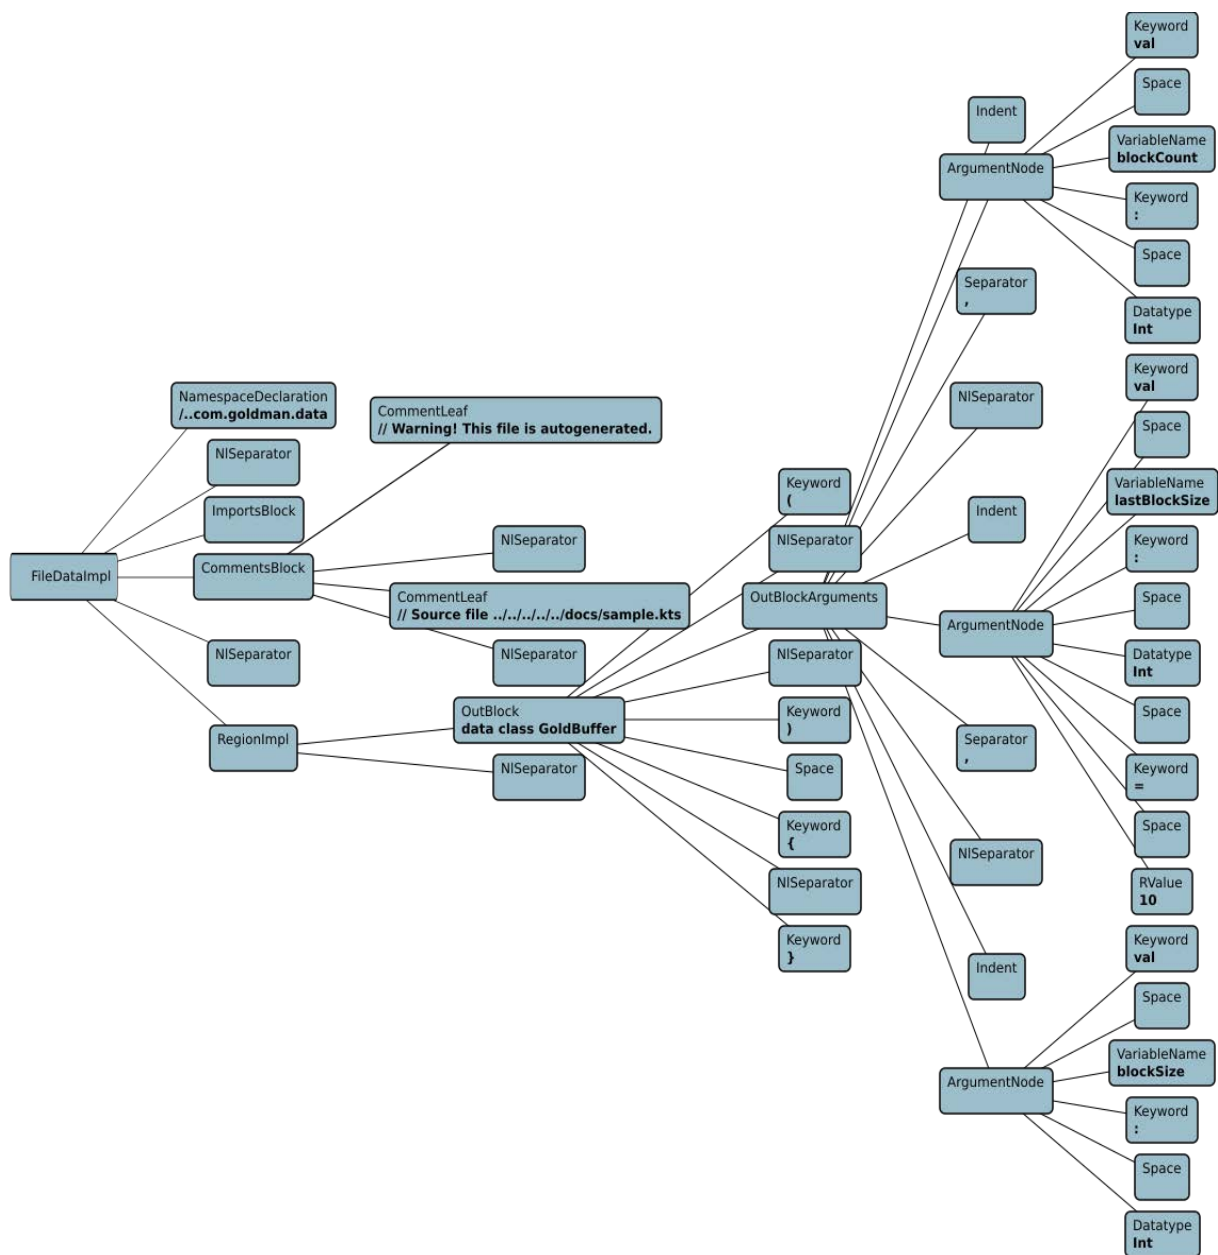 FileDataImpl
NamespaceDeclaration
/..com.goldman.data
NlSeparator
ImportsBlock
CommentsBlock
NlSeparator
RegionImpl
CommentLeaf
// Warning! This file is autogenerated.
NlSeparator
CommentLeaf
// Source file ../../../../../docs/sample.kts
NlSeparator
OutBlock
data class GoldBuffer
NlSeparator
Keyword
(
NlSeparator
OutBlockArguments
NlSeparator
Keyword
)
Space
Keyword
{
NlSeparator
Keyword
}
Indent
ArgumentNode
Separator
,
NlSeparator
Indent
ArgumentNode
Separator
,
NlSeparator
Indent
ArgumentNode
Keyword
val
Space
VariableName
blockCount
Keyword
:
Space
Datatype
Int
Keyword
val
Space
VariableName
lastBlockSize
Keyword
:
Space
Datatype
Int
Space
Keyword
=
Space
RValue
10
Keyword
val
Space
VariableName
blockSize
Keyword
:
Space
Datatype
Int